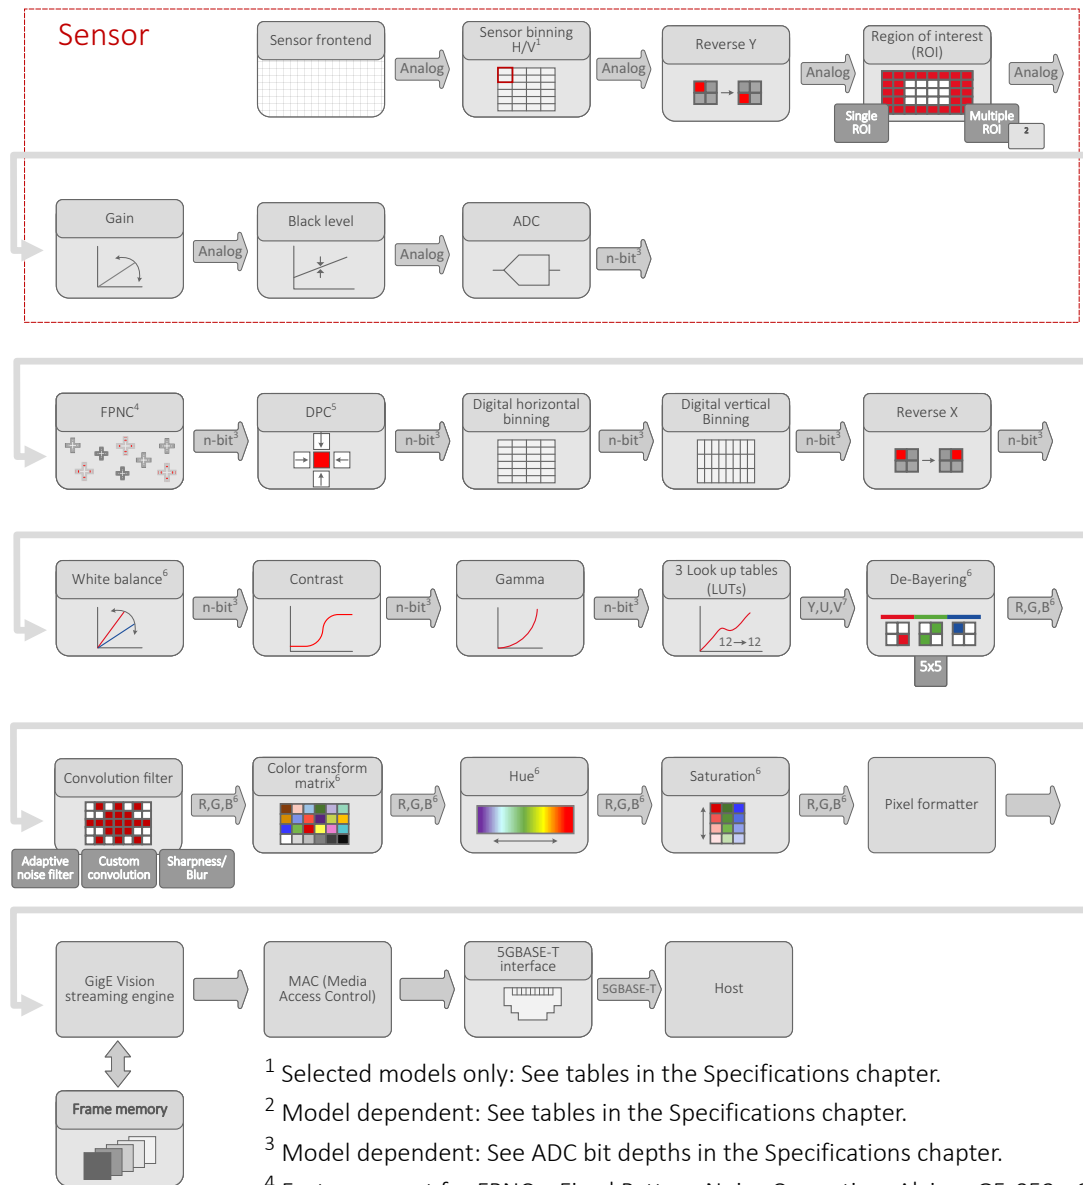 Sensor
Sensor frontend
Analog
Sensor binning
H/V1
Analog
Reverse Y
Analog
Region of interest
(ROI)
Single
ROI
Multiple
ROI
2
Analog
Gain
Analog
Black level
Analog
ADC
n-bit3
FPNC4
n-bit3
DPC5
n-bit3
Digital horizontal
binning
n-bit3
Digital vertical
Binning
n-bit3
Reverse X
n-bit3
White balance6
n-bit3
Contrast
n-bit3
Gamma
n-bit3
3 Look up tables
(LUTs)
12→12
Y,U,V7
De-Bayering6
5x5
R,G,B6
Convolution filter
Adaptive
noise filter
Custom
convolution
Sharpness/
Blur
R,G,B6
Color transform
matrix6
R,G,B6
Hue6
R,G,B6
Saturation6
R,G,B6
Pixel formatter
GigE Vision
streaming engine
MAC (Media
Access Control)
5GBASE-T
interface
5GBASE-T
Host
Frame memory
1 Selected models only: See tables in the Specifications chapter.
2 Model dependent: See tables in the Specifications chapter.
3 Model dependent: See ADC bit depths in the Specifications chapter.